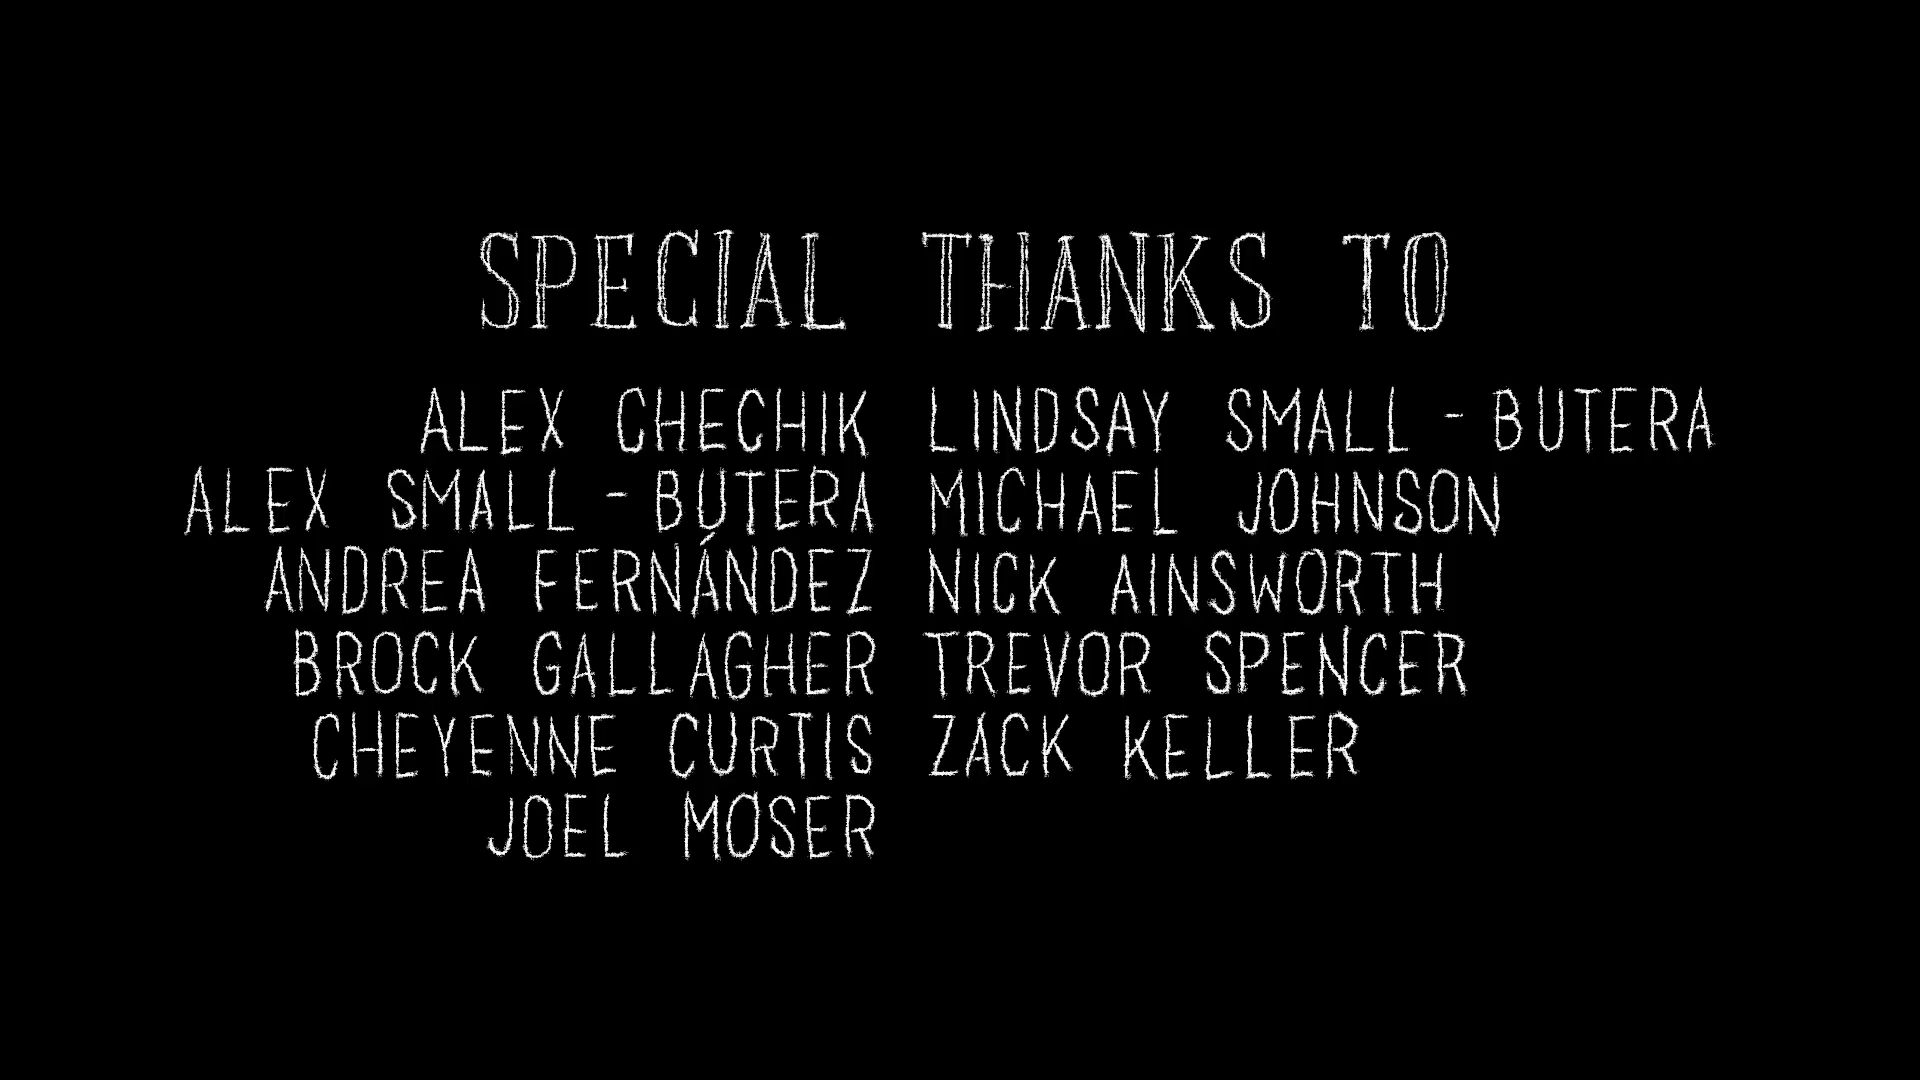 SPECIAL THANKS TO
ALEX CHECHIK LINDSAY SMALL-BUTERA
ALEX SMALL-BUTERA MICHAEL JOHNSON
ANDREA FERNÁNDEZ NICK AINSWORTH
BROCK GALLAGHER TREVOR SPENCER
CHEYENNE CURTIS ZACK KELLER
JOEL MOSER